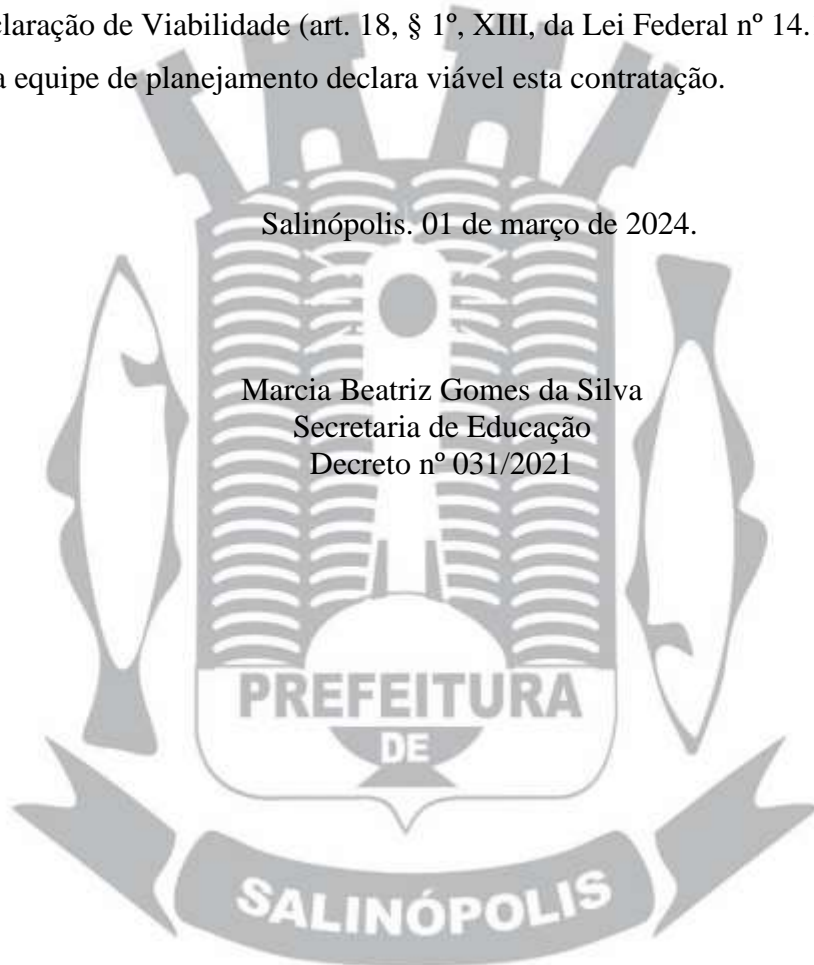 claração de Viabilidade (art. 18, § 1º, XIII, da Lei Federal nº 14.
a equipe de planejamento declara viável esta contratação.
Salinópolis. 01 de março de 2024.
Marcia Beatriz Gomes da Silva
Secretaria de Educação
Decreto nº 031/2021
PREFEITURA
DE
SALINÓPOLIS